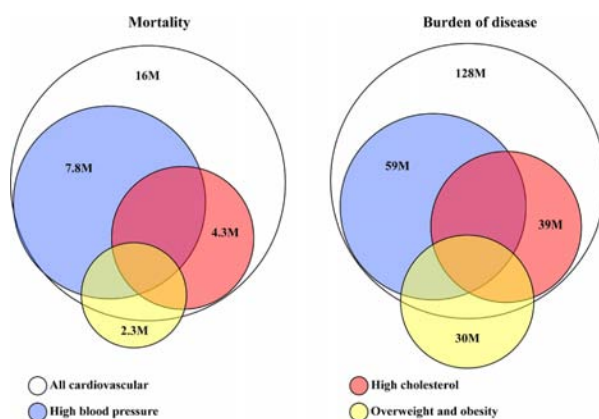 Mortality
Burden of disease
16M
128M
7.8M
59M
4.3M
39M
2.3M
30M
All cardiovascular
High cholesterol
High blood pressure
Overweight and obesity